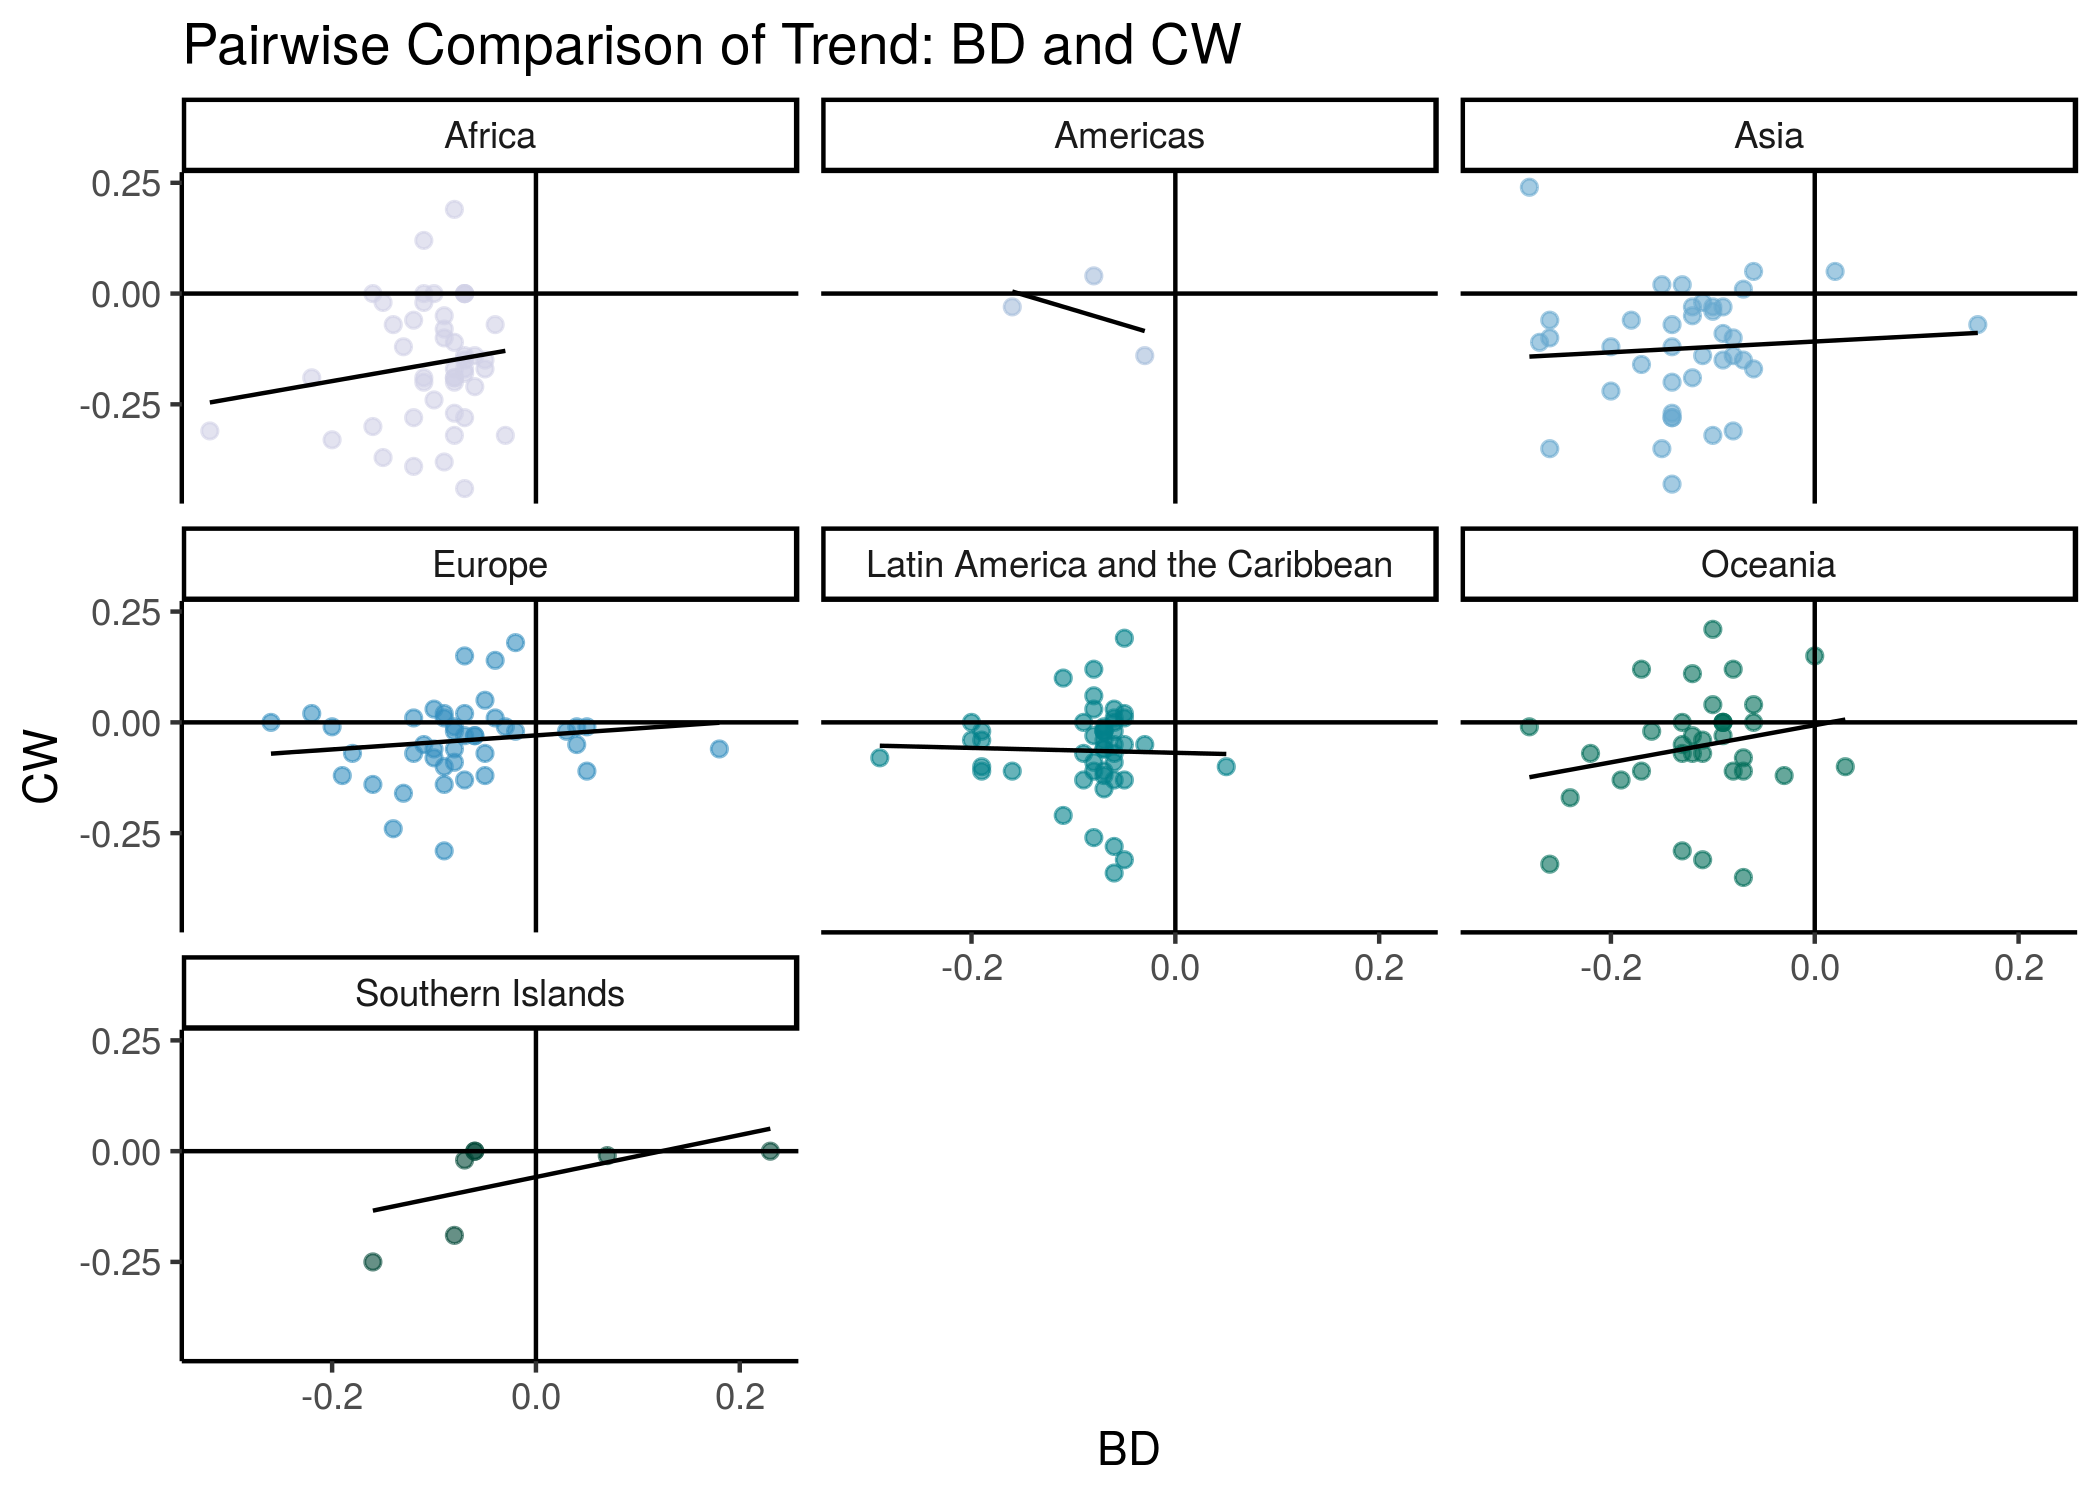 Pairwise Comparison of Trend: BD and CW
Africa
Americas
Asia
0.25
0.00
-0.25
Europe
Latin America and the Caribbean
Oceania
0.25
0.00
-0.25
-0.2 0.0 0.2
-0.2 0.0 0.2
Southern Islands
0.25
0.00
-0.25
-0.2 0.0 0.2
CW
BD